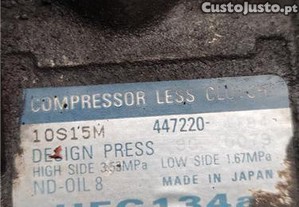 CustoJusto.pt
COMPRESSOR LESS CLUTCH
10S15M 447220-
DESIGN PRESS
HIGH SIDE 3.53MPa LOW SIDE 1.67MPa
ND-OIL 8 MADE IN JAPAN
HFC134a